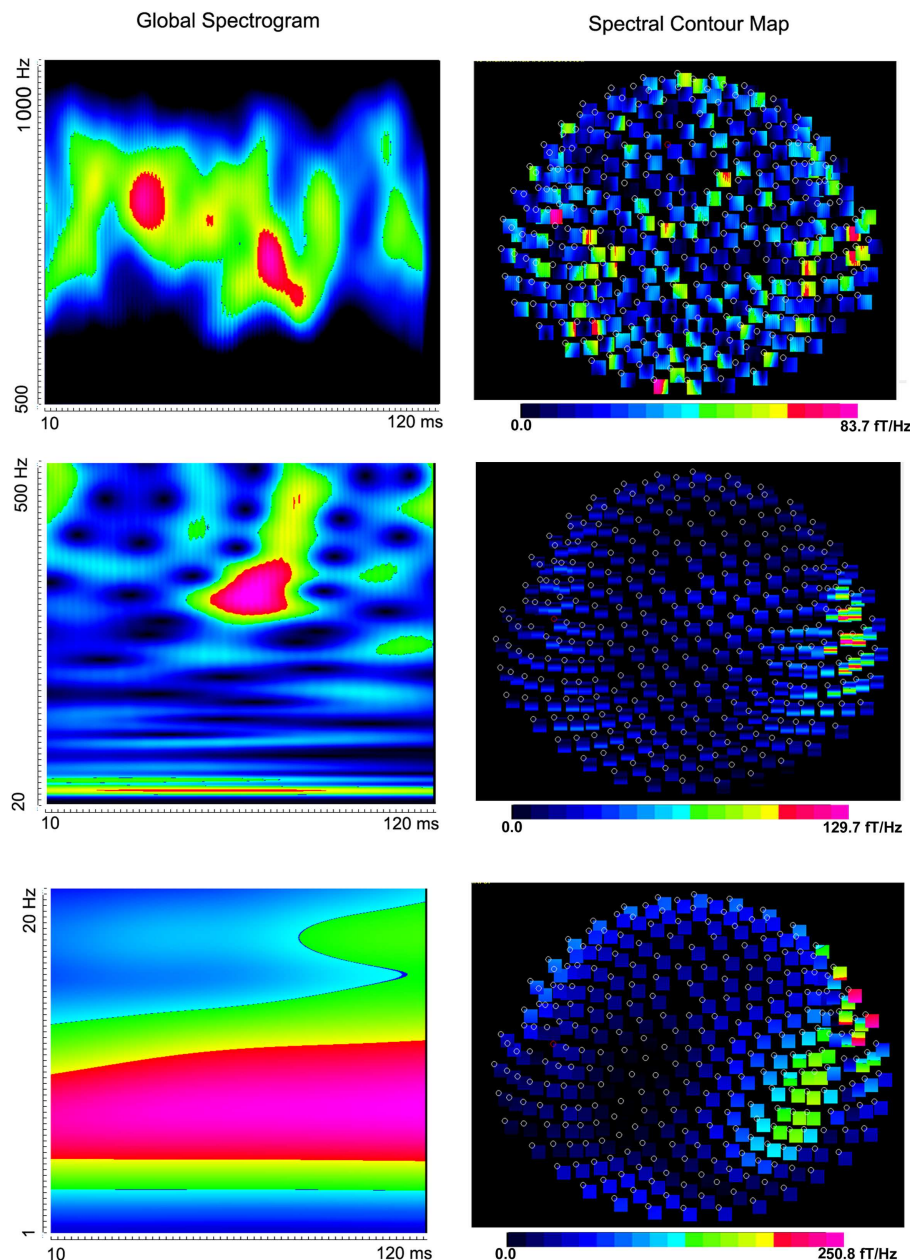 Global Spectrogram
Spectral Contour Map
1000 Hz
500
10
120 ms
0.0
83.7 fT/Hz
500 Hz
20
10
120 ms
0.0
129.7 fT/Hz
20 Hz
1
10
120 ms
0.0
250.8 fT/Hz